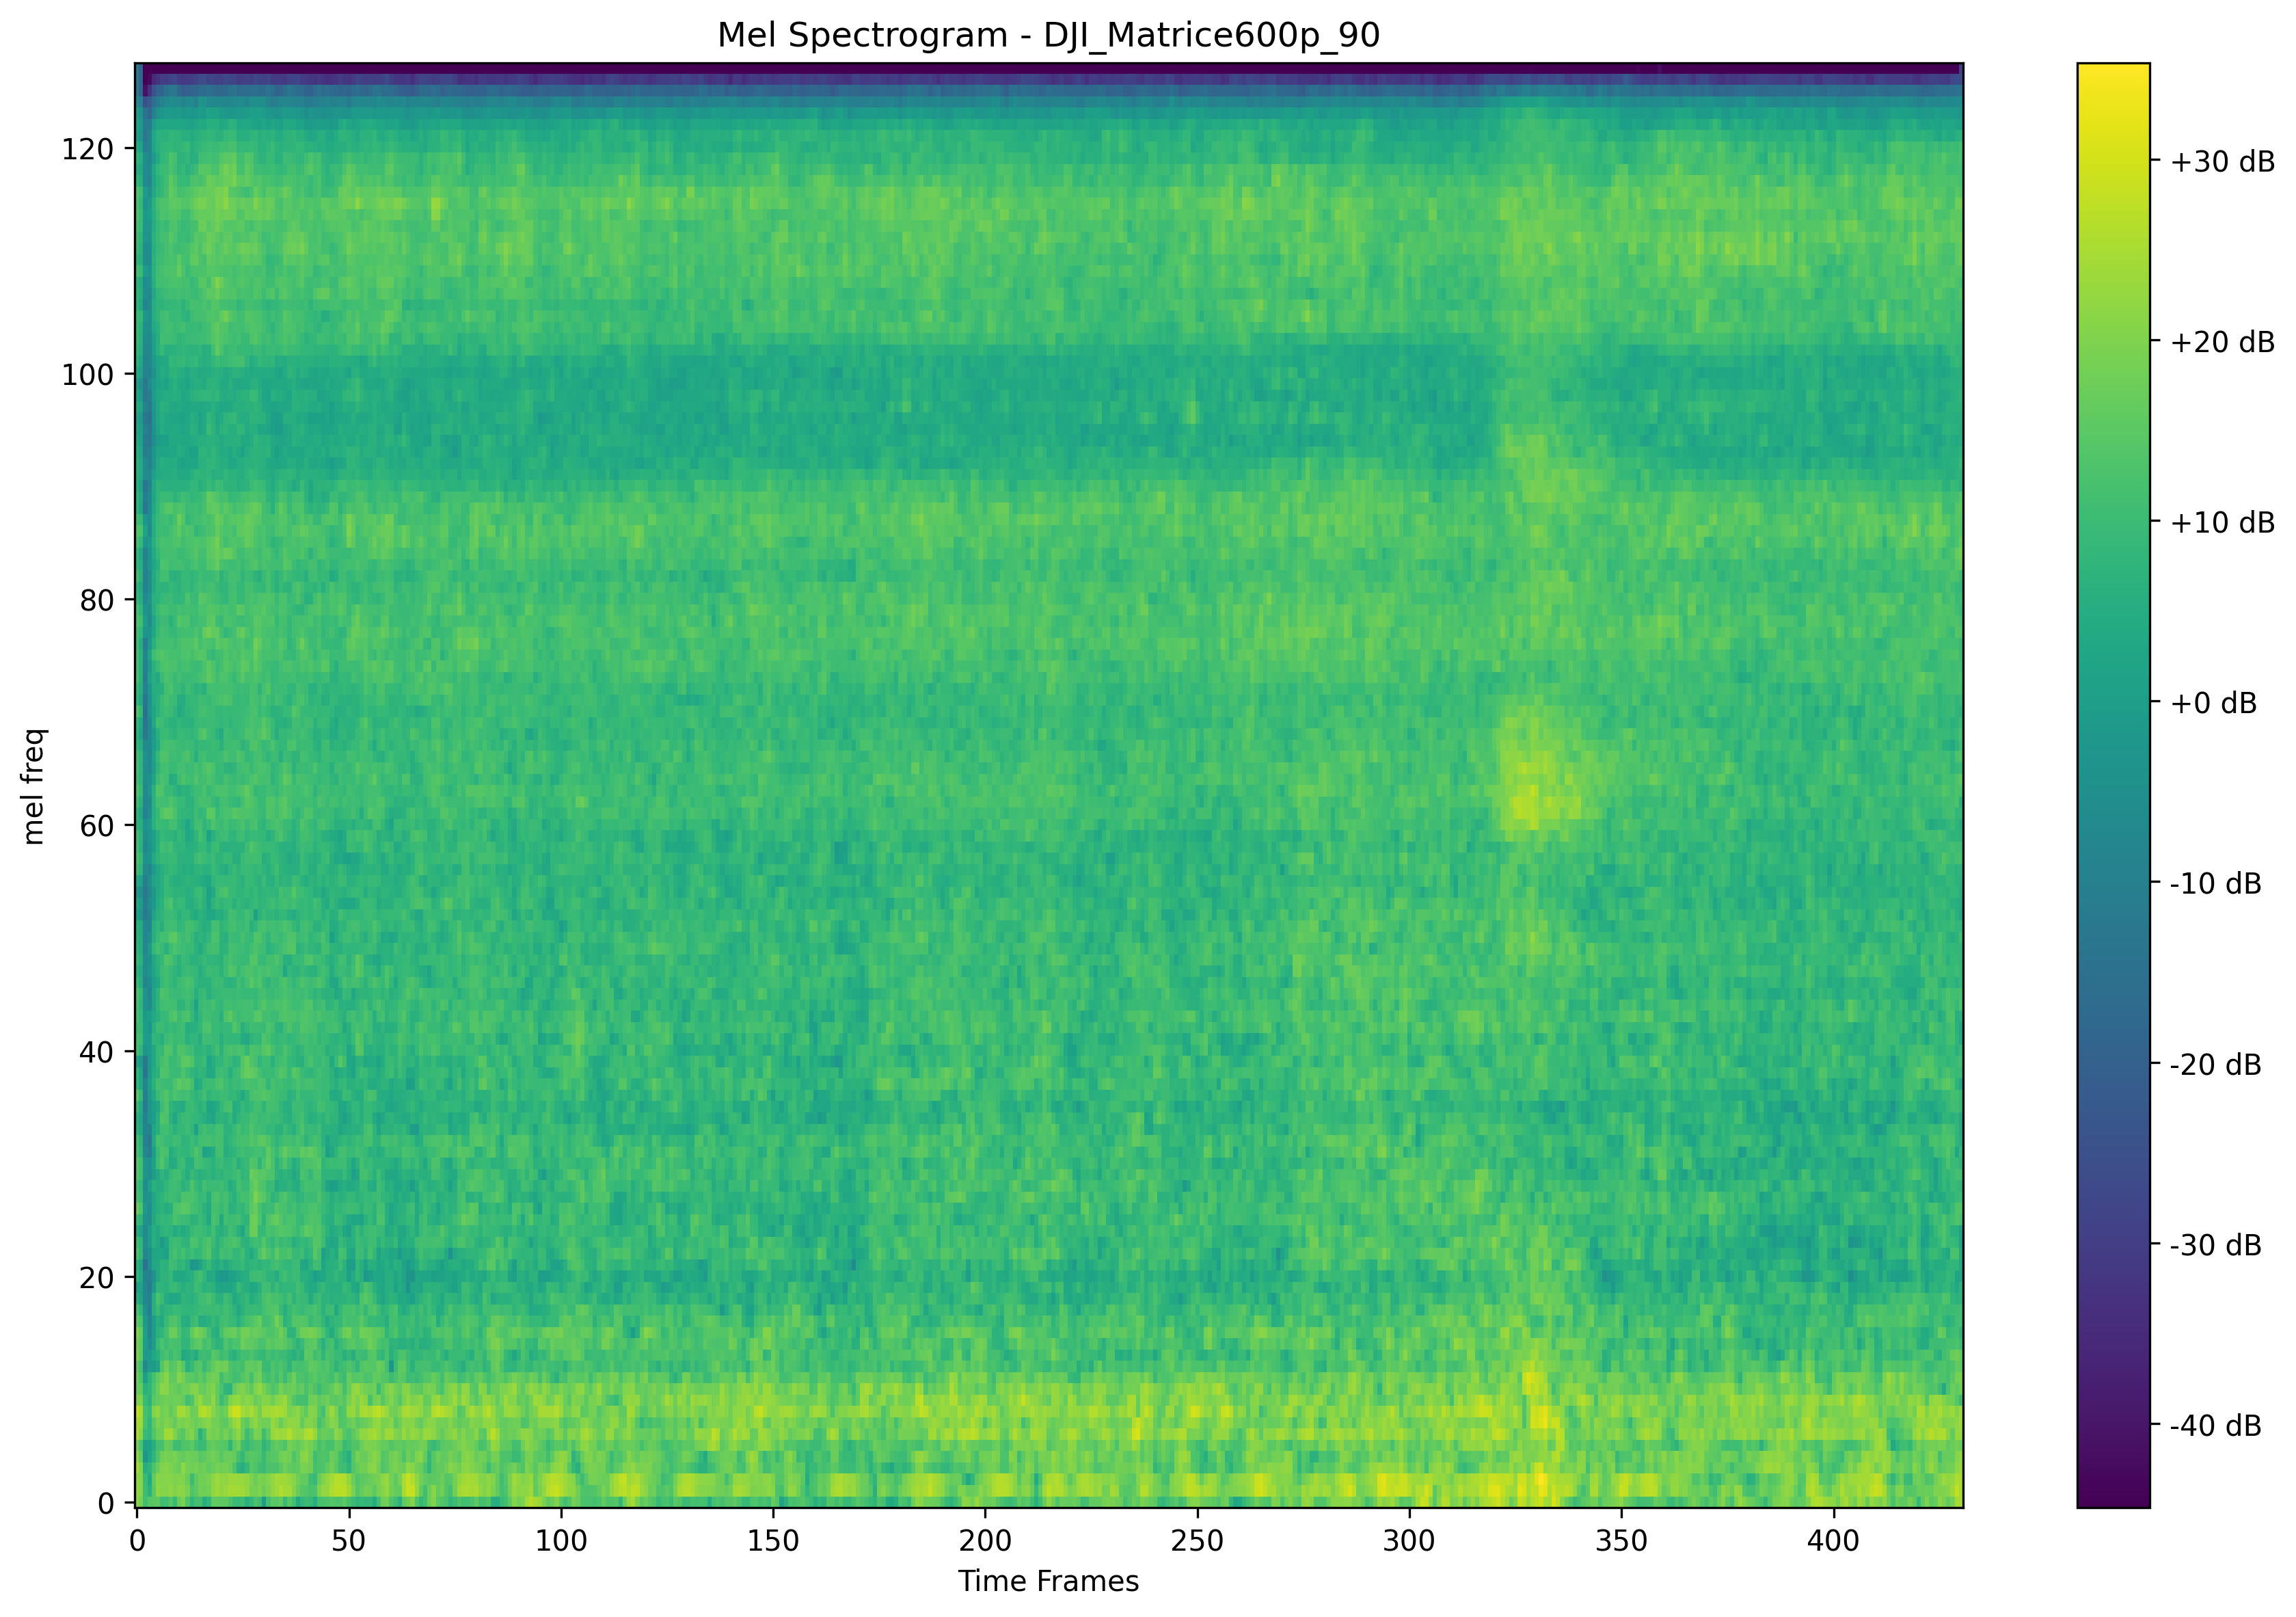 Mel Spectrogram - DJI_Matrice600p_90
120
100
80
60
40
20
0
mel freq
0 50 100 150 200 250 300 350 400
Time Frames
+30 dB
+20 dB
+10 dB
+0 dB
-10 dB
-20 dB
-30 dB
-40 dB